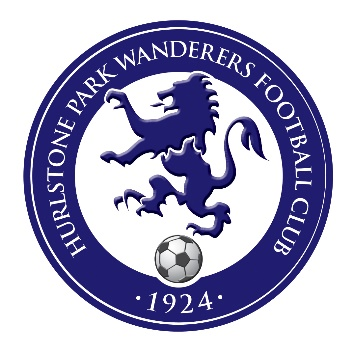 HURLSTONE PARK WANDERERS FOOTBALL CLUB
· 1924 ·